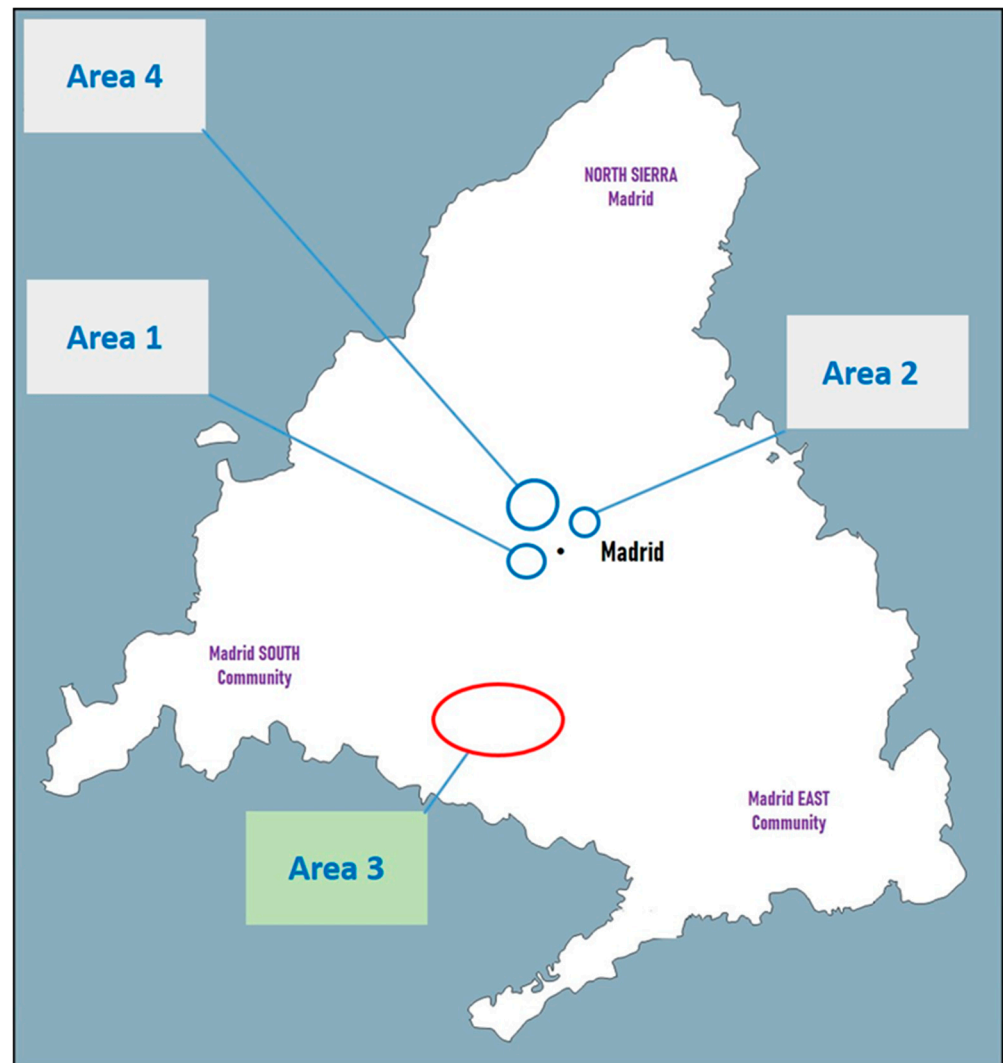 Area 4
NORTH SIERRA
Madrid
Area 1
Area 2
Madrid
Madrid SOUTH
Community
Madrid EAST
Community
Area 3